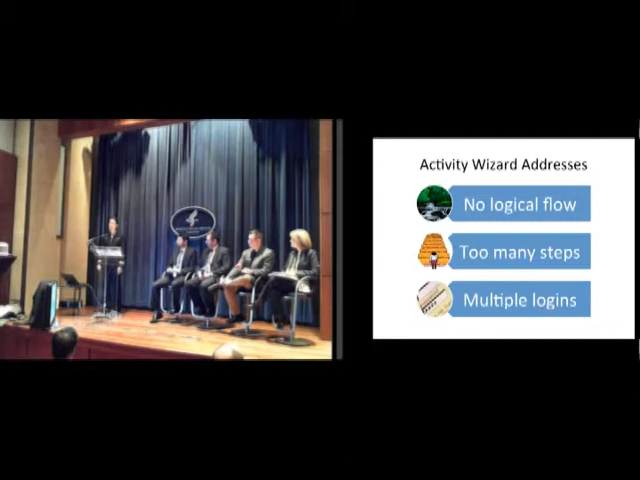 Activity Wizard Addresses
No logical flow
Too many steps
Multiple logins